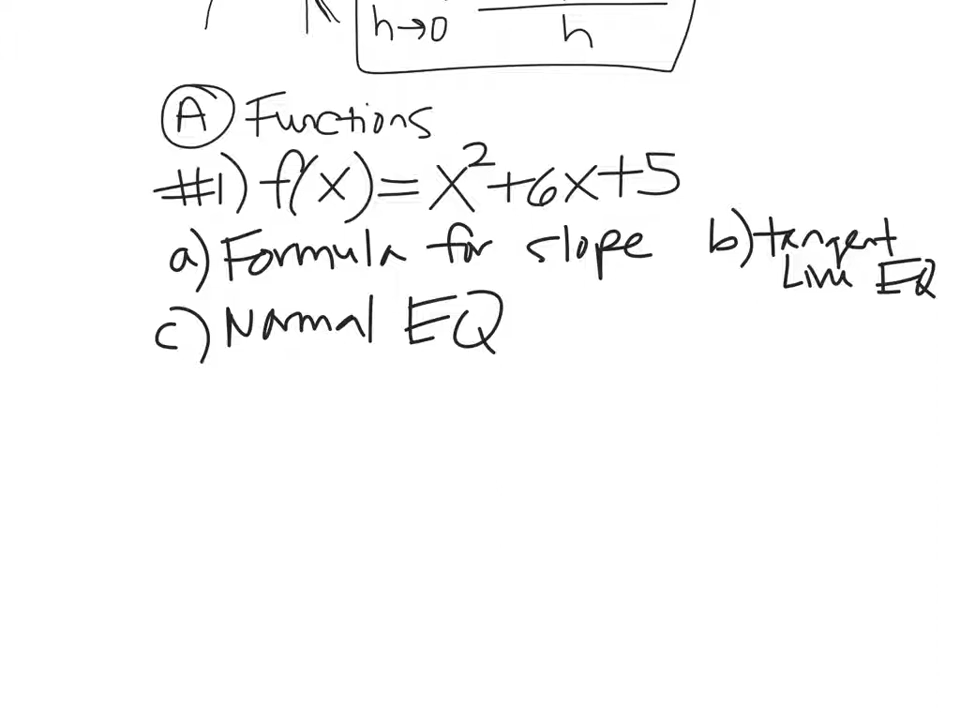 h→0 h
A Functions
#1) f(x) = x²+6x+5
a) Formula for slope b) tangent
Line EQ
c) Normal EQ